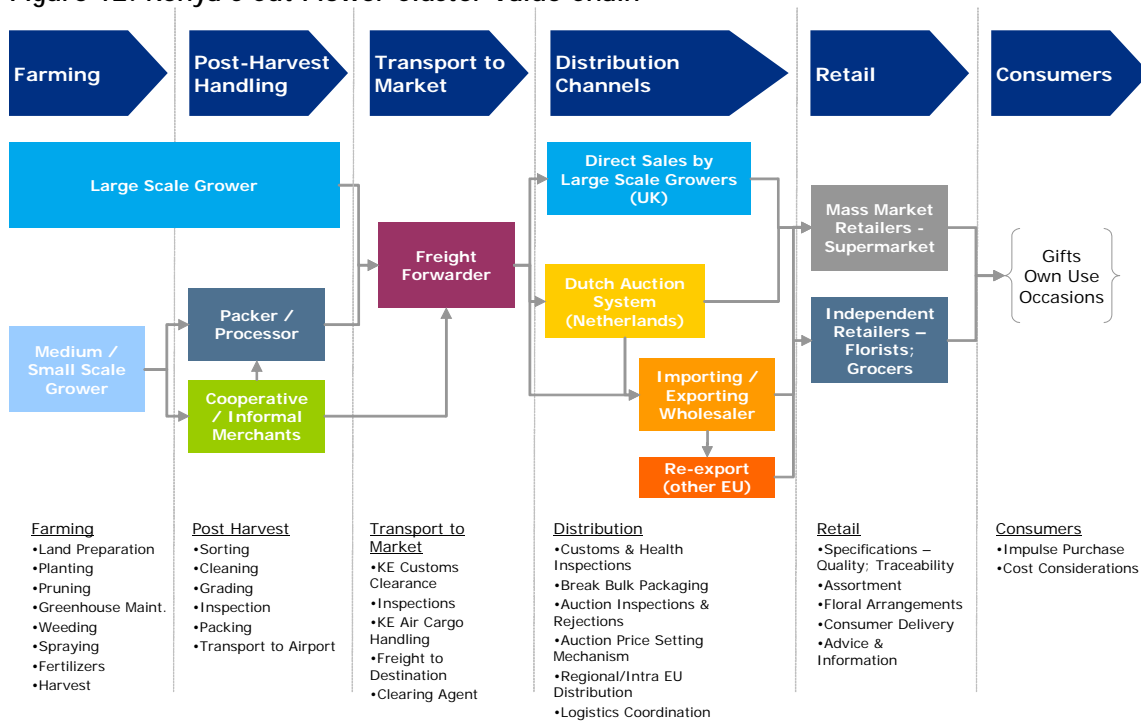 Farming
Post-Harvest
Handling
Transport to
Market
Distribution
Channels
Retail
Consumers
Large Scale Grower
Medium /
Small Scale
Grower
Packer /
Processor
Cooperative
/ Informal
Merchants
Freight
Forwarder
Direct Sales by
Large Scale Growers
(UK)
Dutch Auction
System
(Netherlands)
Importing /
Exporting
Wholesaler
Re-export
(other EU)
Mass Market
Retailers -
Supermarket
Independent
Retailers –
Florists;
Grocers
Gifts
Own Use
Occasions
Farming
•Land Preparation
•Planting
•Pruning
•Greenhouse Maint.
•Weeding
•Spraying
•Fertilizers
•Harvest
Post Harvest
•Sorting
•Cleaning
•Grading
•Inspection
•Packing
•Transport to Airport
Transport to
Market
•KE Customs
Clearance
•Inspections
•KE Air Cargo
Handling
•Freight to
Destination
•Clearing Agent
Distribution
•Customs & Health
Inspections
•Break Bulk Packaging
•Auction Inspections &
Rejections
•Auction Price Setting
Mechanism
•Regional/Intra EU
Distribution
•Logistics Coordination
Retail
•Specifications –
Quality; Traceability
•Assortment
•Floral Arrangements
•Consumer Delivery
•Advice &
Information
Consumers
•Impulse Purchase
•Cost Considerations